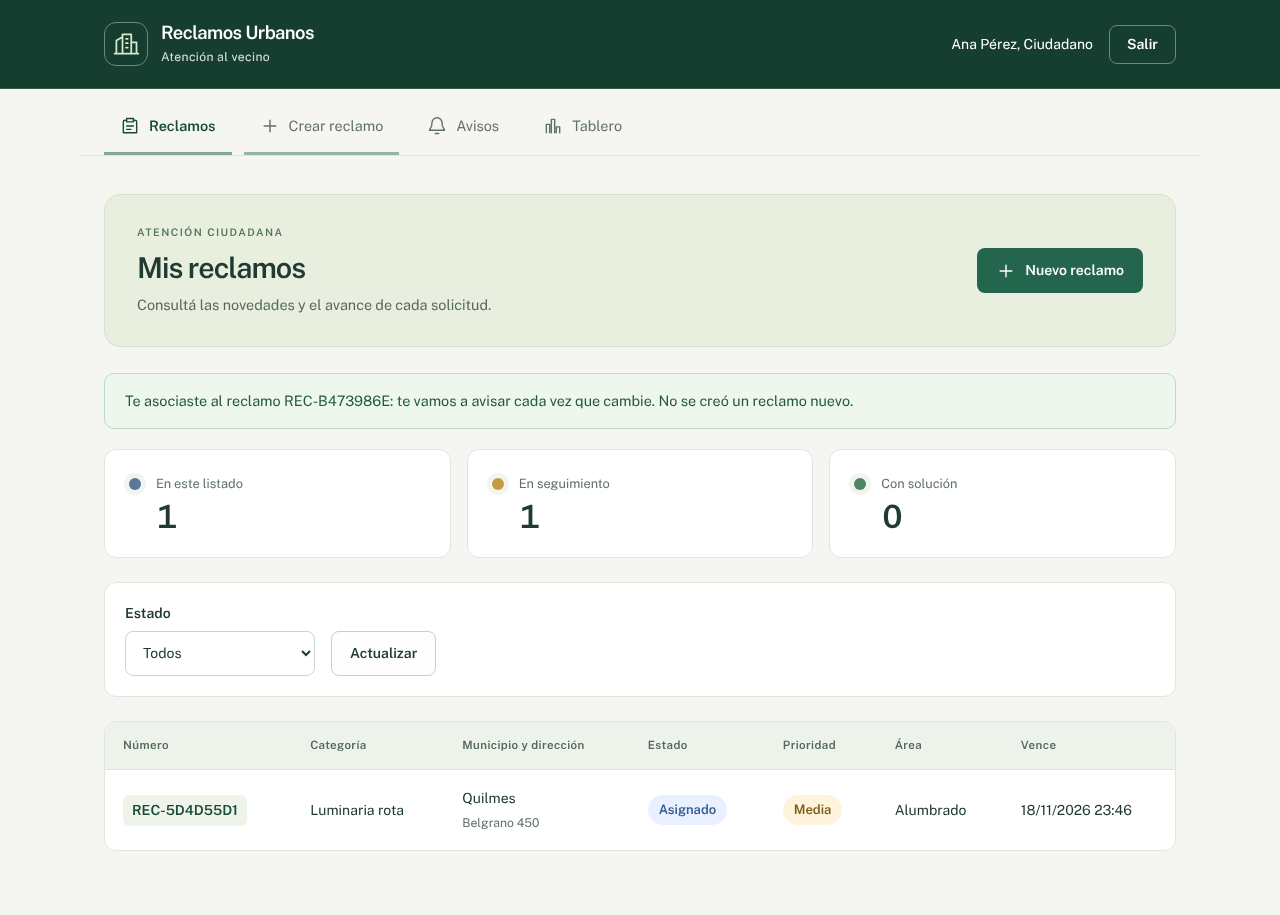 Reclamos Urbanos
Atención al vecino
Ana Pérez, Ciudadano
Salir
Reclamos
Crear reclamo
Avisos
Tablero
ATENCIÓN CIUDADANA
Mis reclamos
Consultá las novedades y el avance de cada solicitud.
Nuevo reclamo
Te asociaste al reclamo REC-B473986E: te vamos a avisar cada vez que cambie. No se creó un reclamo nuevo.
En este listado
1
En seguimiento
1
Con solución
0
Estado
Todos
Actualizar
Número Categoría Municipio y dirección Estado Prioridad Área Vence
REC-5D4D55D1 Luminaria rota Quilmes Asignado Media Alumbrado 18/11/2026 23:46
Belgrano 450